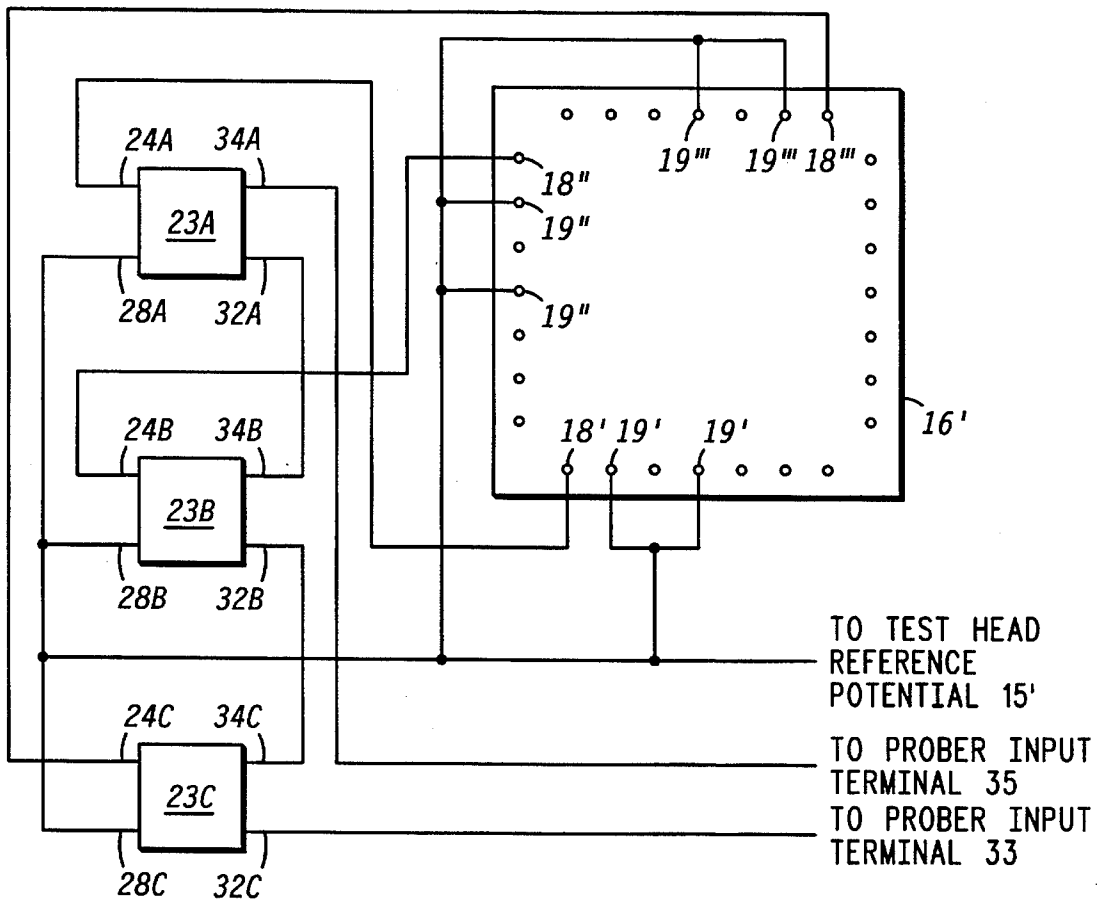 24A 34A
23A
28A 32A
24B 34B
23B
28B 32B
24C 34C
23C
28C 32C
19''' 19''' 18'''
18"
19"
19"
18' 19' 19'
16'
TO TEST HEAD
REFERENCE
POTENTIAL 15'
TO PROBER INPUT
TERMINAL 35
TO PROBER INPUT
TERMINAL 33